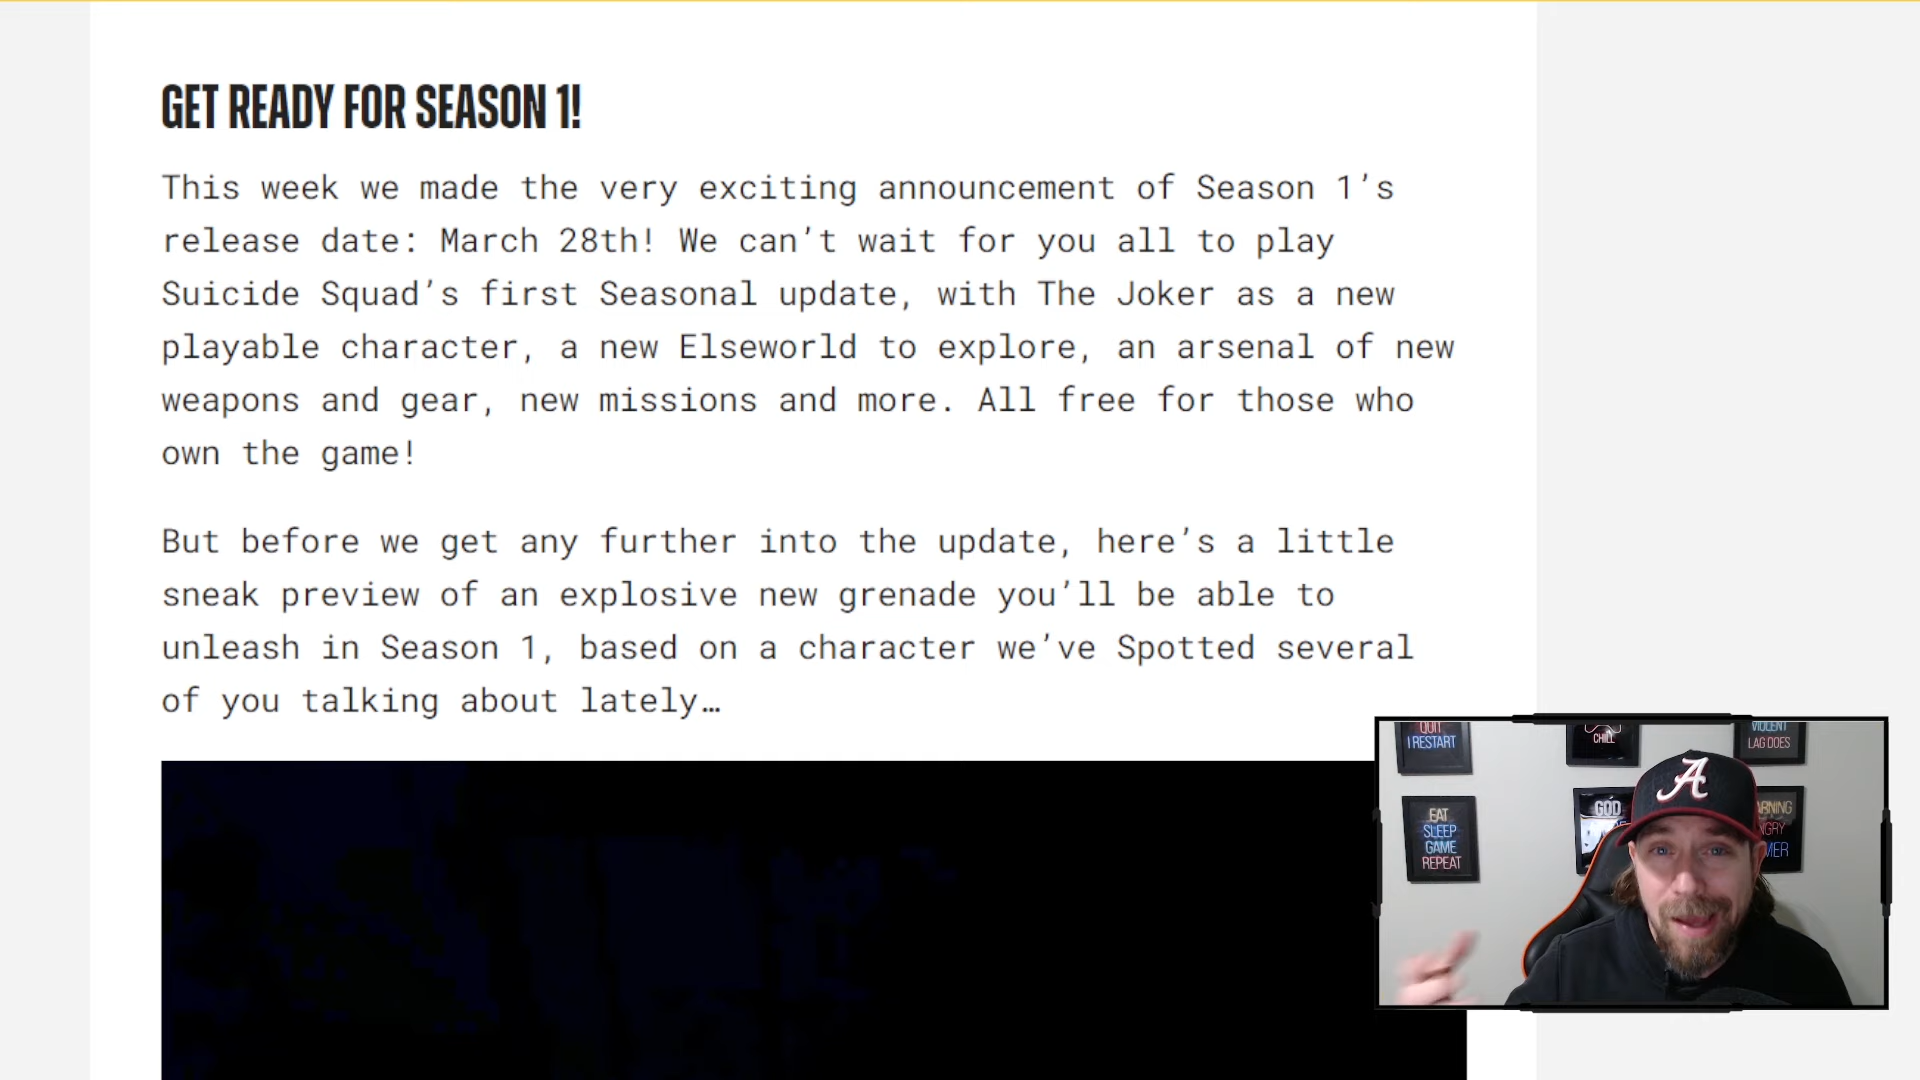 GET READY FOR SEASON 1!
This week we made the very exciting announcement of Season 1’s
release date: March 28th! We can’t wait for you all to play
Suicide Squad’s first Seasonal update, with The Joker as a new
playable character, a new Elseworld to explore, an arsenal of new
weapons and gear, new missions and more. All free for those who
own the game!
But before we get any further into the update, here’s a little
sneak preview of an explosive new grenade you’ll be able to
unleash in Season 1, based on a character we’ve Spotted several
of you talking about lately…
QUIT
I RESTART
CHILL
VIOLENT
LAG DOES
EAT
SLEEP
GAME
REPEAT
GOD
A